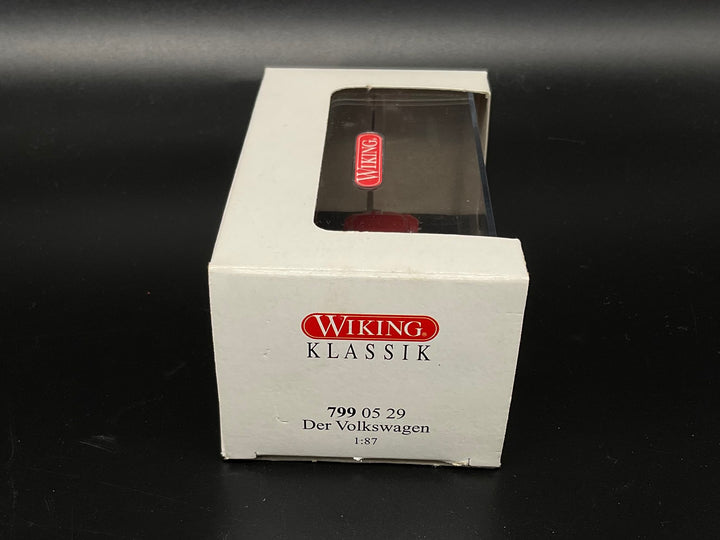 WIKING
WIKING®
KLASSIK
799 05 29
Der Volkswagen
1:87